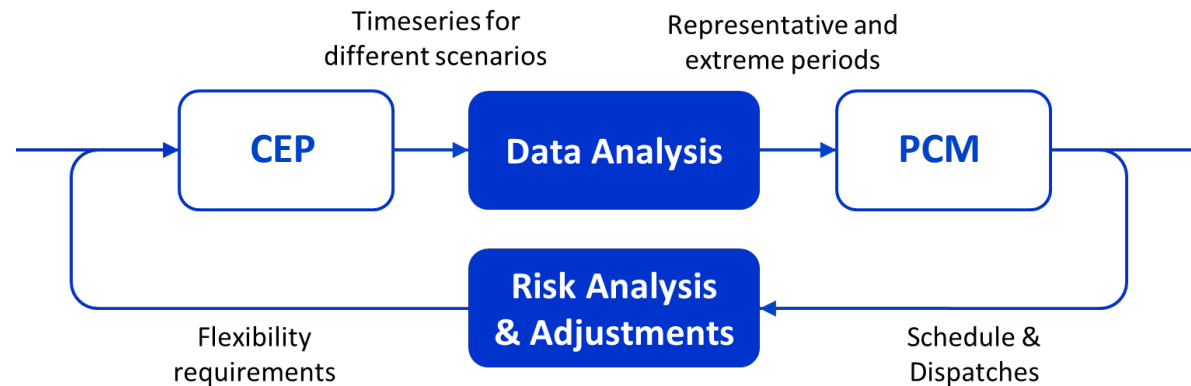 Timeseries for
different scenarios
Representative and
extreme periods
CEP
Data Analysis
PCM
Risk Analysis
& Adjustments
Flexibility
requirements
Schedule &
Dispatches